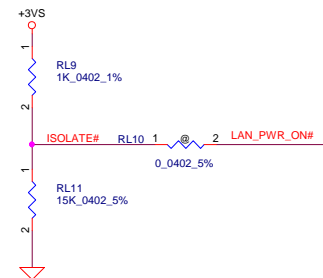 +3VS
1
RL9
1K_0402_1%
2
ISOLATE#
RL10
1
@
2
LAN_PWR_ON#
0_0402_5%
1
RL11
15K_0402_5%
2